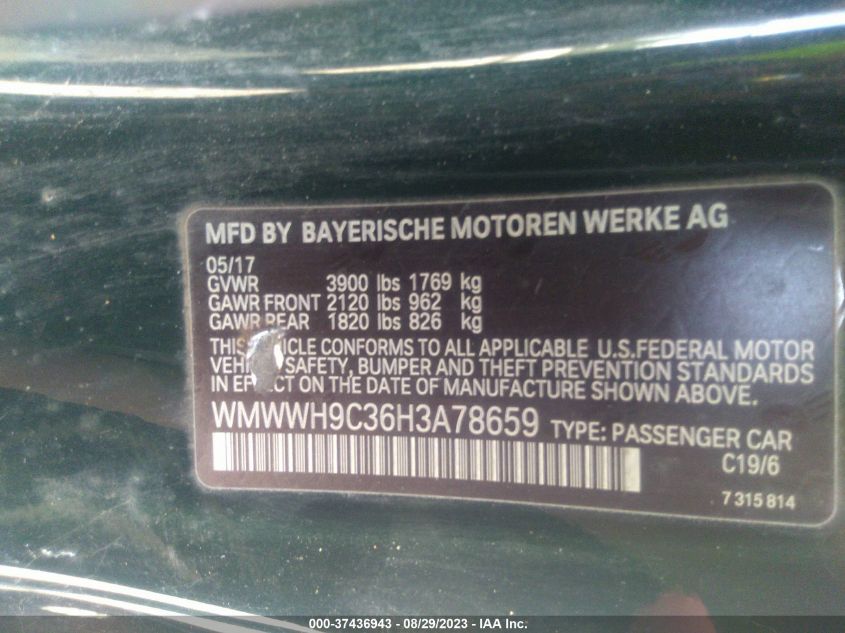 MFD BY BAYERISCHE MOTOREN WERKE AG
05/17
GVWR 3900 lbs 1769 kg
GAWR FRONT 2120 lbs 962 kg
GAWR REAR 1820 lbs 826 kg
THIS VEHICLE CONFORMS TO ALL APPLICABLE U.S.FEDERAL MOTOR
VEHICLE SAFETY, BUMPER AND THEFT PREVENTION STANDARDS
IN EFFECT ON THE DATE OF MANUFACTURE SHOWN ABOVE.
WMWWH9C36H3A78659 TYPE: PASSENGER CAR
C19/6
7 315 814
000-37436943 - 08/29/2023 - IAA Inc.